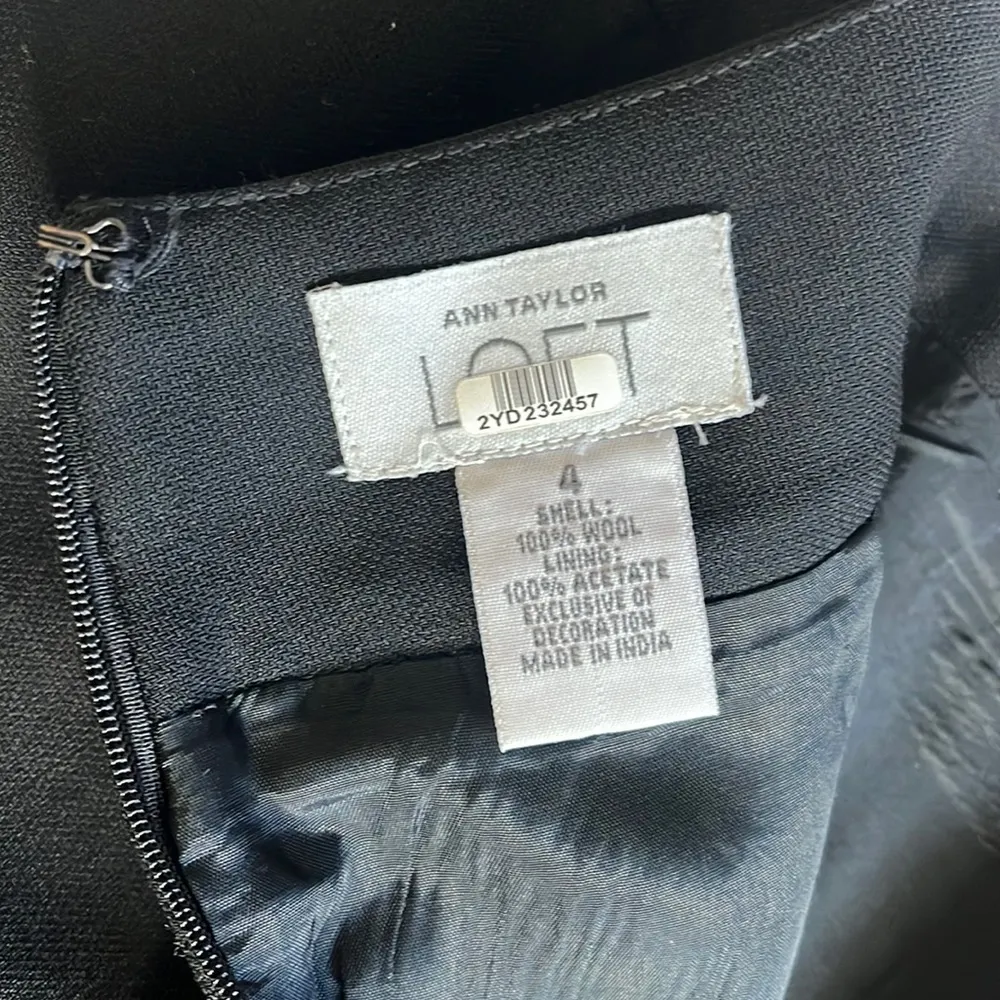 ANN TAYLOR
LOFT
2YD232457
4
SHELL:
100% WOOL
LINING:
100% ACETATE
EXCLUSIVE OF
DECORATION
MADE IN INDIA